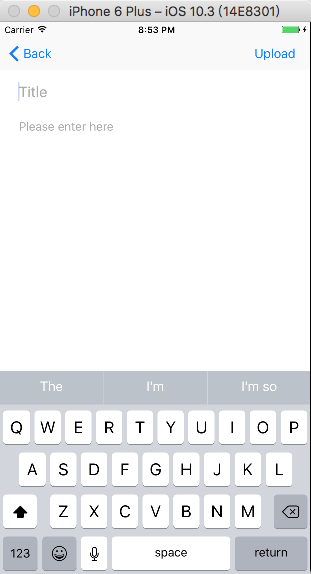 iPhone 6 Plus – iOS 10.3 (14E8301)
Carrier 8:53 PM
Back Upload
Title
Please enter here
The I'm I'm so
Q W E R T Y U I O P
A S D F G H J K L
Z X C V B N M
123 space return